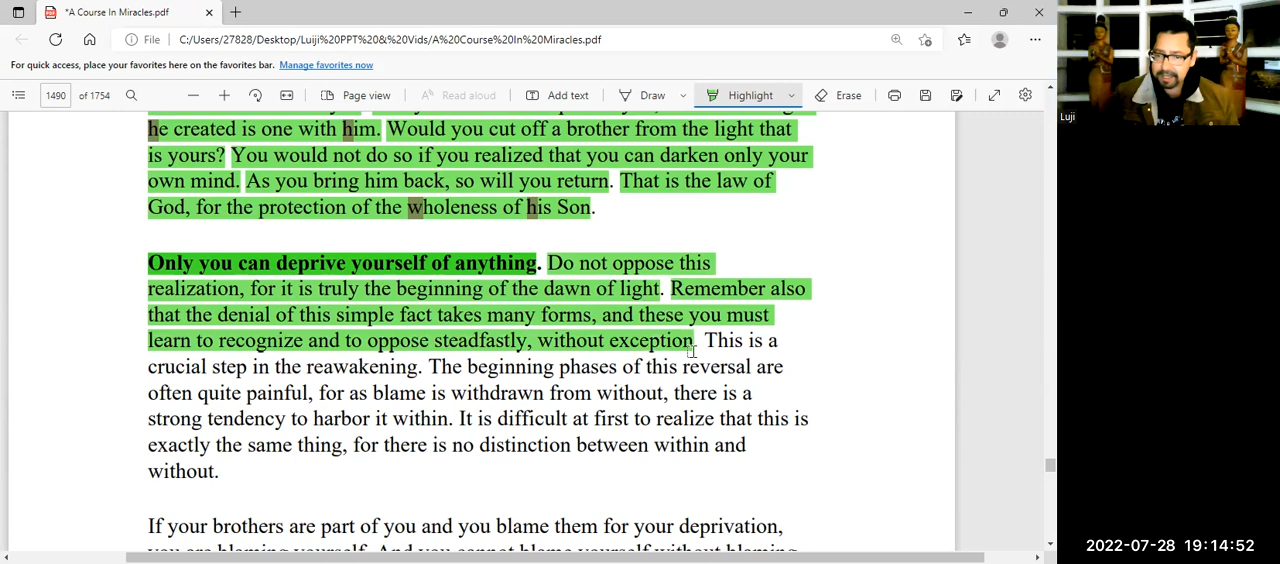 *A Course In Miracles.pdf
File C:/Users/27828/Desktop/Luiji%20PPT%20&%20Vids/A%20Course%20In%20Miracles.pdf
For quick access, place your favorites here on the favorites bar. Manage favorites now
1490 of 1754 Page view Read aloud Add text Draw Highlight Erase
he created is one with him. Would you cut off a brother from the light that
is yours? You would not do so if you realized that you can darken only your
own mind. As you bring him back, so will you return. That is the law of
God, for the protection of the wholeness of his Son.
Only you can deprive yourself of anything. Do not oppose this
realization, for it is truly the beginning of the dawn of light. Remember also
that the denial of this simple fact takes many forms, and these you must
learn to recognize and to oppose steadfastly, without exception. This is a
crucial step in the reawakening. The beginning phases of this reversal are
often quite painful, for as blame is withdrawn from without, there is a
strong tendency to harbor it within. It is difficult at first to realize that this is
exactly the same thing, for there is no distinction between within and
without.
If your brothers are part of you and you blame them for your deprivation,
you are blaming yourself. And you cannot blame yourself without blaming
Luji
2022-07-28 19:14:52